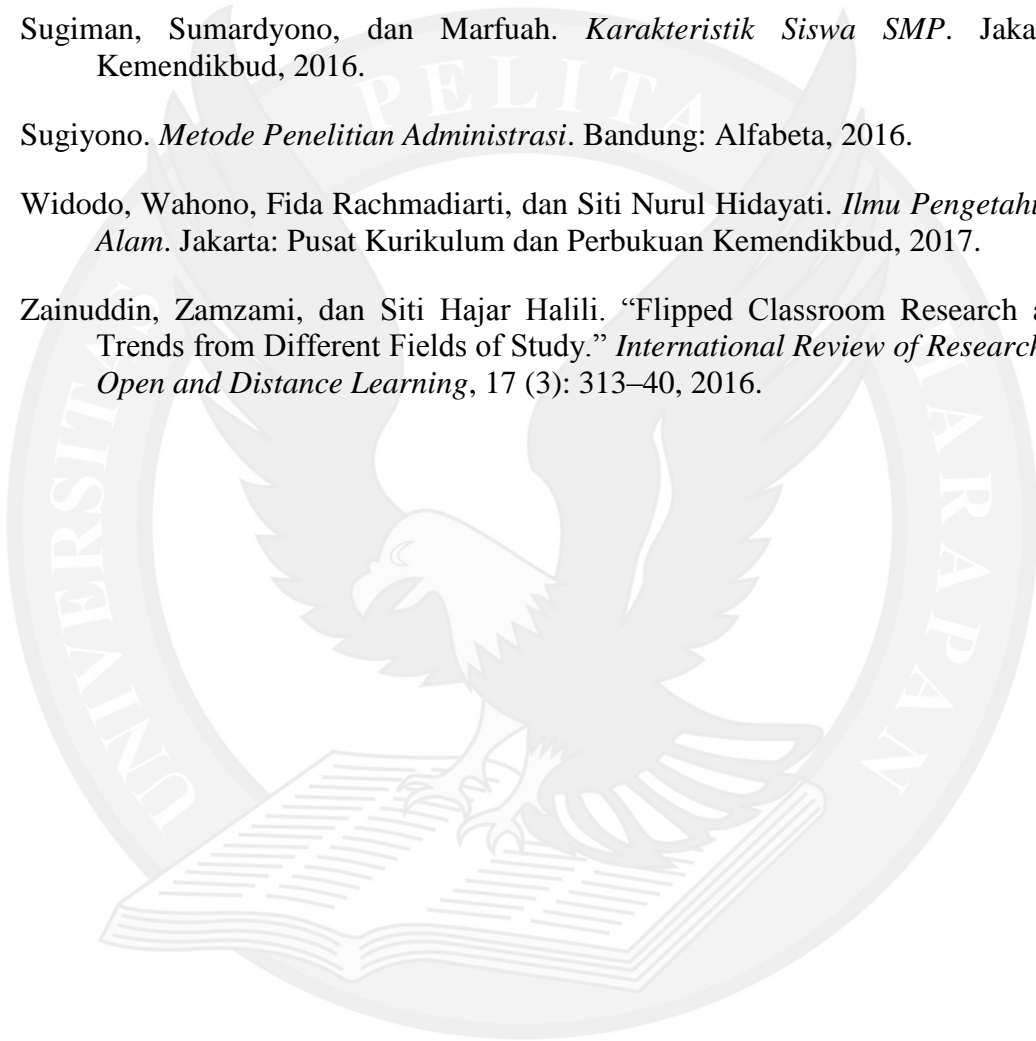 Sugiman, Sumardyono, dan Marfuah. Karakteristik Siswa SMP. Jaka
Kemendikbud, 2016.
Sugiyono. Metode Penelitian Administrasi. Bandung: Alfabeta, 2016.
Widodo, Wahono, Fida Rachmadiarti, dan Siti Nurul Hidayati. Ilmu Pengetahu
Alam. Jakarta: Pusat Kurikulum dan Perbukuan Kemendikbud, 2017.
Zainuddin, Zamzami, dan Siti Hajar Halili. “Flipped Classroom Research a
Trends from Different Fields of Study.” International Review of Research
Open and Distance Learning, 17 (3): 313–40, 2016.
UNIVERSITAS PELITA HARAPAN